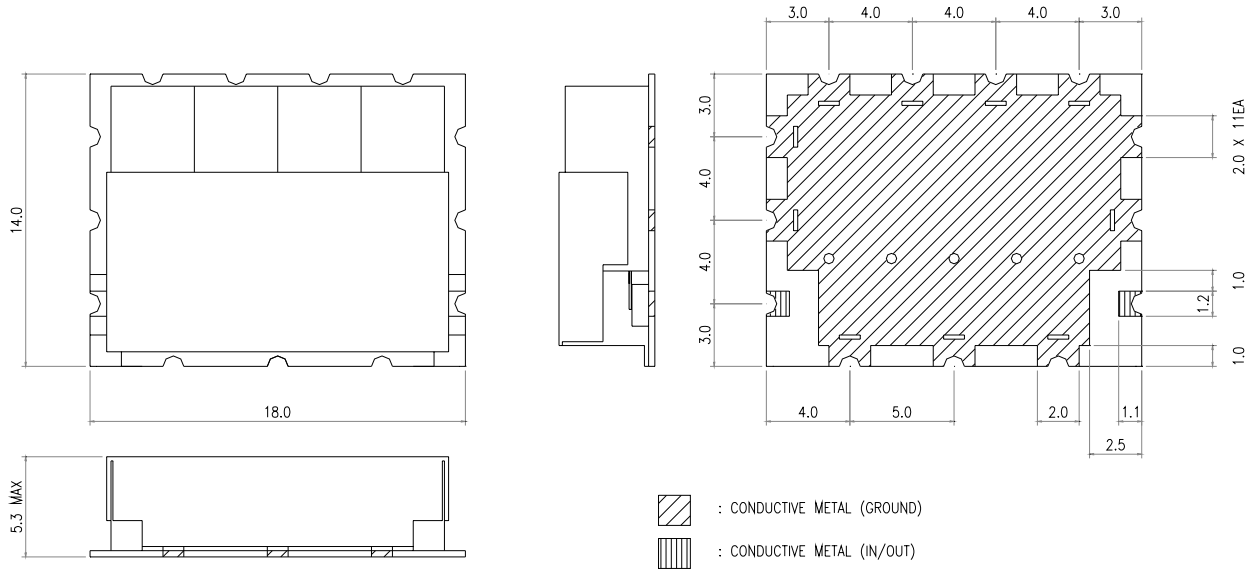 3.0 4.0 4.0 4.0 3.0
14.0
18.0
5.3 MAX
3.0
4.0
4.0
3.0
2.0 X 11EA
1.0
1.2
1.0
4.0 5.0 2.0 1.1
2.5
: CONDUCTIVE METAL (GROUND)
: CONDUCTIVE METAL (IN/OUT)